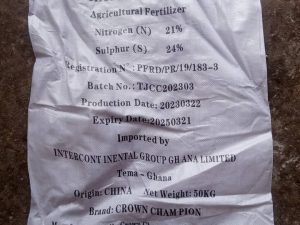 Agricultural Fertilizer
Nitrogen (N) 21%
Sulphur (S) 24%
Registration Nº : PFRD/PR/19/183-3
Batch No.: TJCC202303
Production Date: 20230322
Expiry Date: 20250321
Imported by
INTERCONT INENTAL GROUP GHANA LIMITED
Tema - Ghana
Origin: CHINA Net Weight: 50KG
Brand: CROWN CHAM PION